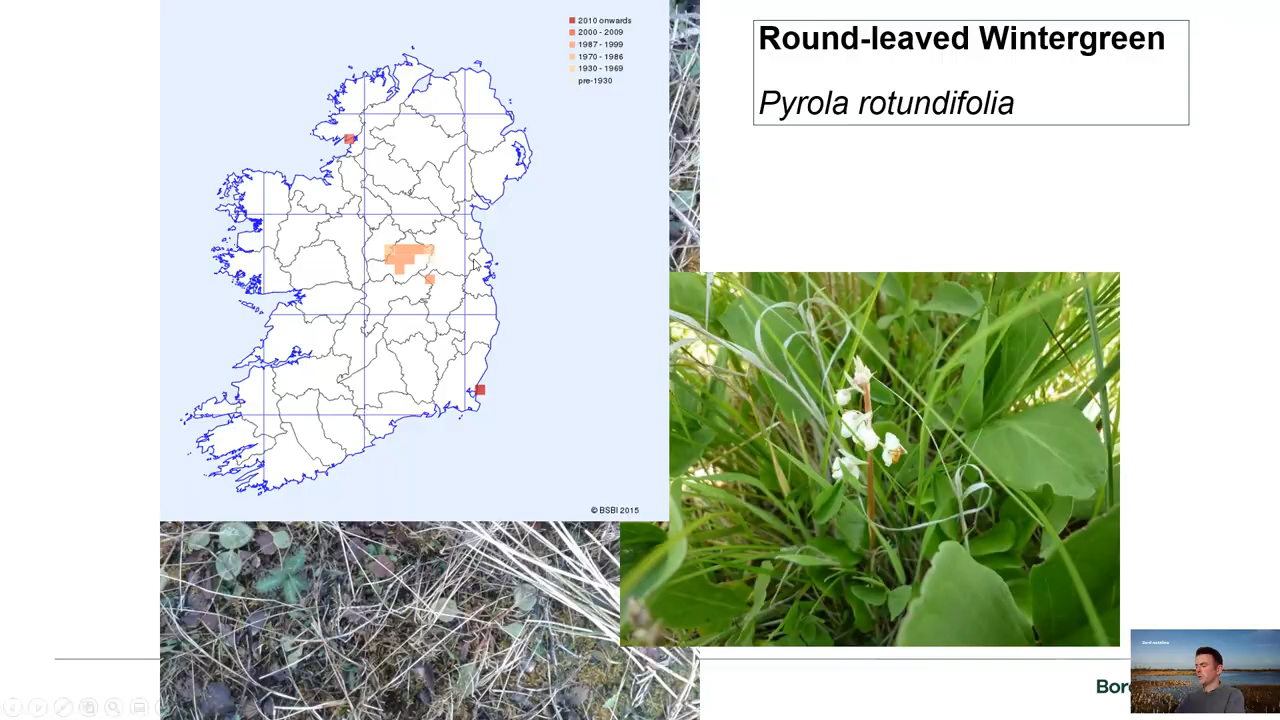 2010 onwards
2000 - 2009
1987 - 1999
1970 - 1986
1930 - 1969
pre-1930
© BSBI 2015
Round-leaved Wintergreen
Pyrola rotundifolia